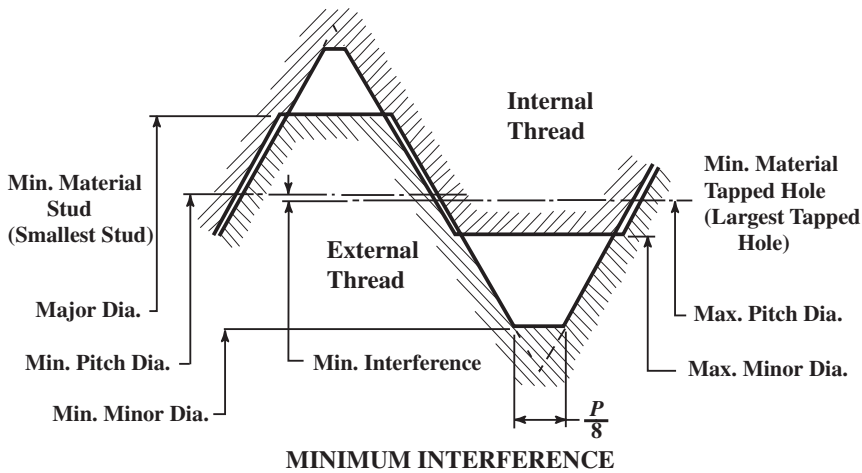 Internal
Thread
Min. Material
Stud
(Smallest Stud)
Min. Material
Tapped Hole
(Largest Tapped
Hole)
External
Thread
Major Dia.
Max. Pitch Dia.
Min. Pitch Dia.
Min. Interference
Max. Minor Dia.
Min. Minor Dia.
P
8
MINIMUM INTERFERENCE